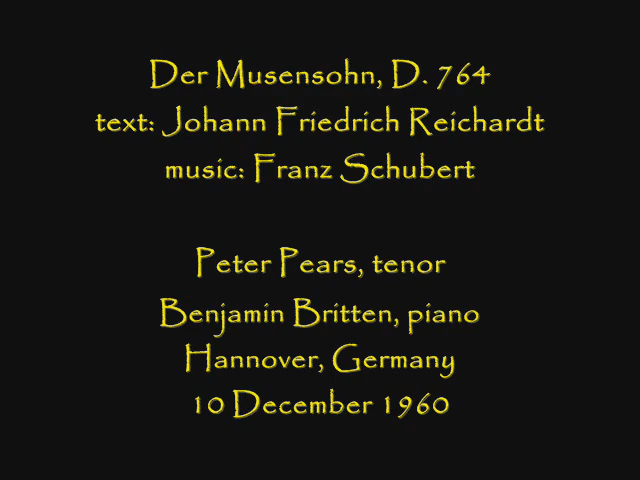 Der Musensohn, D. 764
text: Johann Friedrich Reichardt
music: Franz Schubert
Peter Pears, tenor
Benjamin Britten, piano
Hannover, Germany
10 December 1960